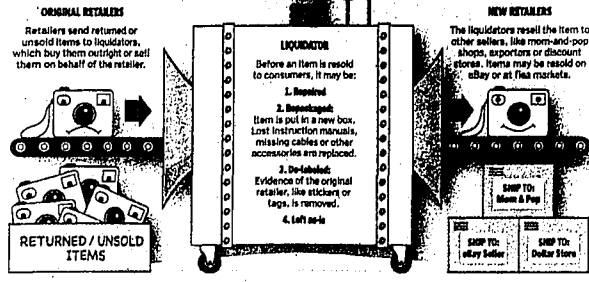 ORIGINAL RETAILERS
Retailers send returned or
unsold items to liquidators,
which buy them outright or sell
them on behalf of the retailer.
RETURNED / UNSOLD
ITEMS
LIQUIDATOR
Before an item is resold
to consumers, it may be:
1. Repaired
2. Repackaged:
Item is put in a new box.
Lost instruction manuals,
missing cables or other
accessories are replaced.
3. De-labeled:
Evidence of the original
retailer, like stickers or
tags, is removed.
4. Left as-is
NEW RETAILERS
The liquidators resell the item to
other sellers, like mom-and-pop
shops, exporters or discount
stores. Items may be resold on
eBay or at flea markets.
SHIP TO:
Mom & Pop
SHIP TO:
eBay Seller
SHIP TO:
Dollar Store